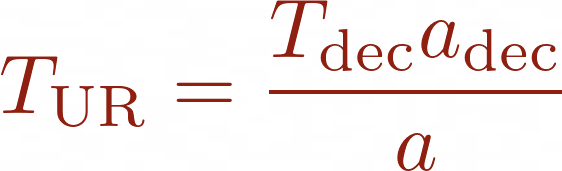 T_UR = T_dec a_dec / a